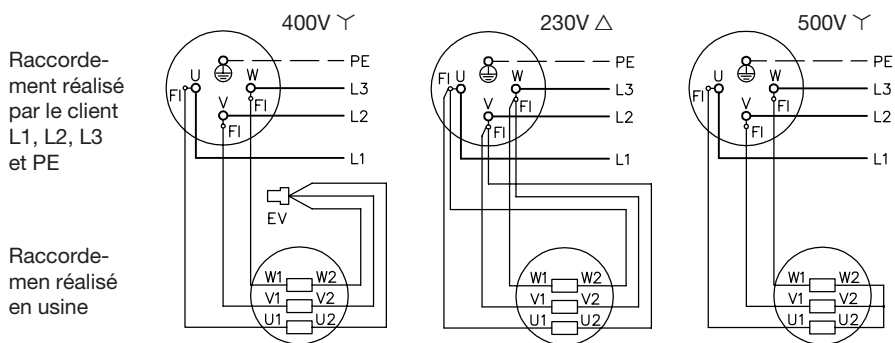 400V
230V △
500V
Raccorde-
ment réalisé
par le client
L1, L2, L3
et PE
PE
U
W
L3
FI
FI
V
L2
FI
L1
EV
PE
FI
U
W
L3
FI
V
L2
FI
L1
PE
U
W
L3
FI
FI
V
L2
FI
L1
Raccorde-
men réalisé
en usine
W1 W2
V1 V2
U1 U2
W1 W2
V1 V2
U1 U2
W1 W2
V1 V2
U1 U2